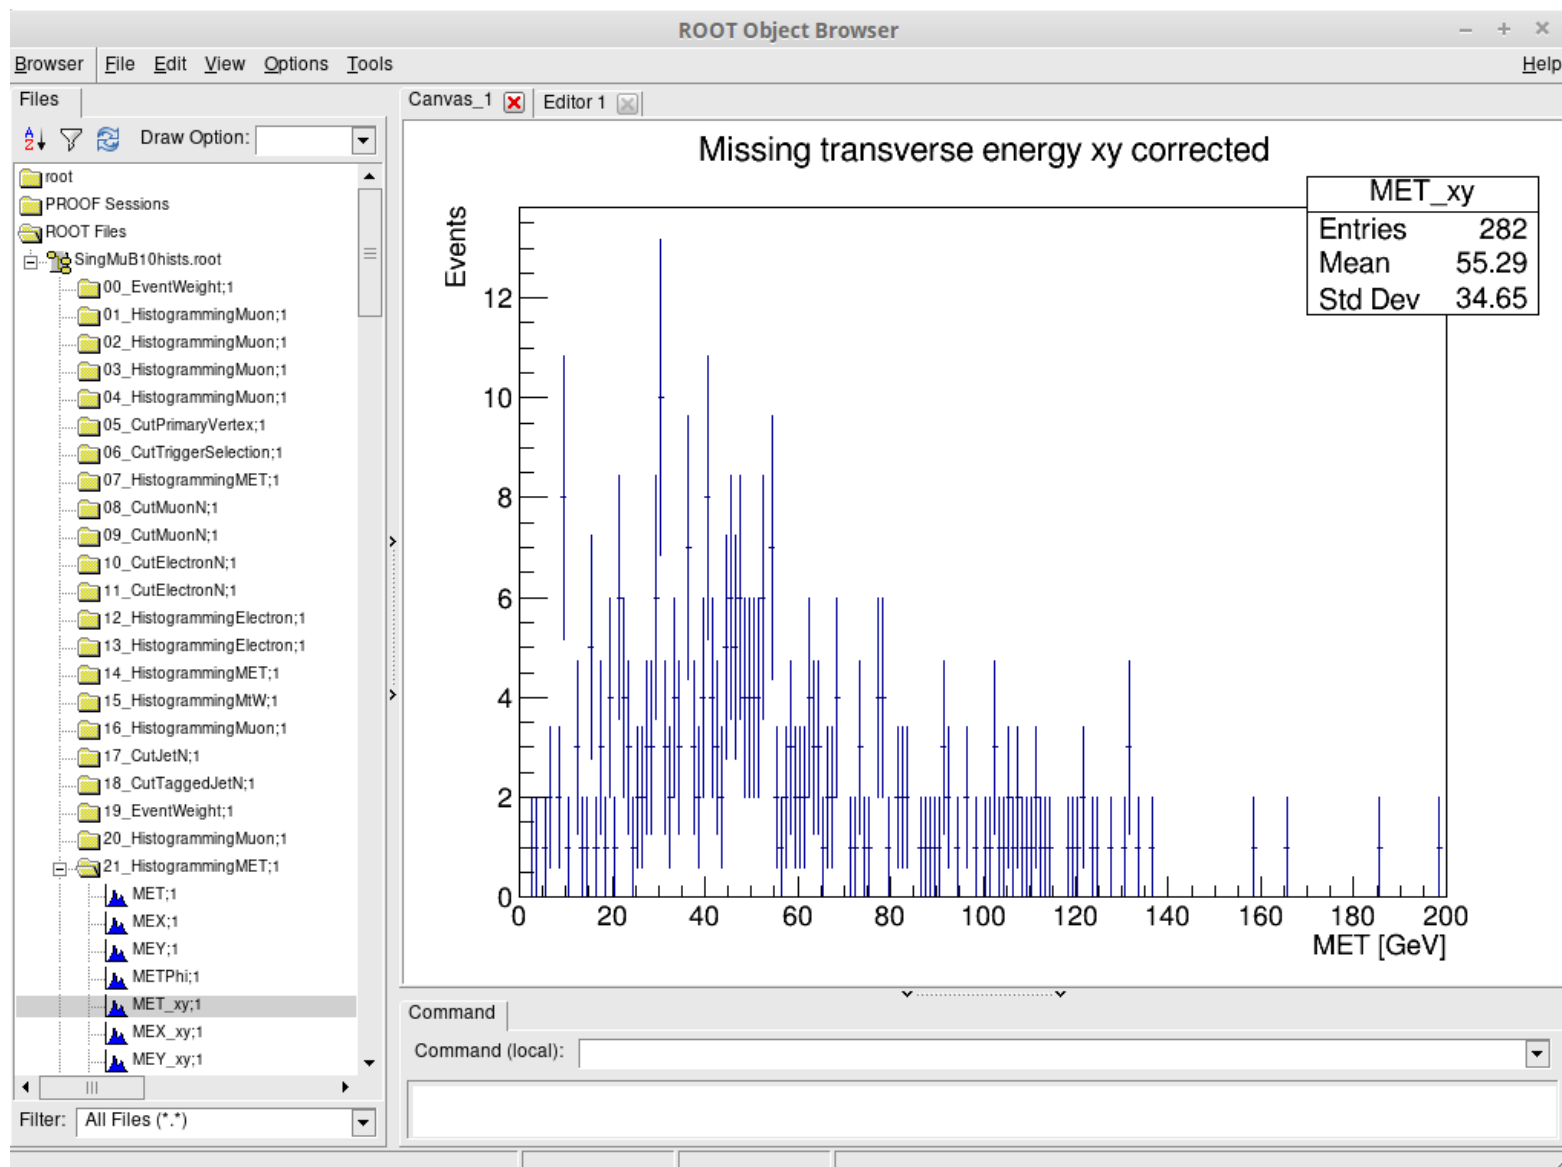 ROOT Object Browser
Browser File Edit View Options Tools Help
Files
Draw Option:
root
PROOF Sessions
ROOT Files
SingMuB10hists.root
00_EventWeight;1
01_HistogrammingMuon;1
02_HistogrammingMuon;1
03_HistogrammingMuon;1
04_HistogrammingMuon;1
05_CutPrimaryVertex;1
06_CutTriggerSelection;1
07_HistogrammingMET;1
08_CutMuonN;1
09_CutMuonN;1
10_CutElectronN;1
11_CutElectronN;1
12_HistogrammingElectron;1
13_HistogrammingElectron;1
14_HistogrammingMET;1
15_HistogrammingMtW;1
16_HistogrammingMuon;1
17_CutJetN;1
18_CutTaggedJetN;1
19_EventWeight;1
20_HistogrammingMuon;1
21_HistogrammingMET;1
MET;1
MEX;1
MEY;1
METPhi;1
MET_xy;1
MEX_xy;1
MEY_xy;1
Filter: All Files (*.*)
Canvas_1 Editor 1
Missing transverse energy xy corrected
MET_xy
Entries 282
Mean 55.29
Std Dev 34.65
Events
12
10
8
6
4
2
0
0 20 40 60 80 100 120 140 160 180 200
MET [GeV]
Command
Command (local):